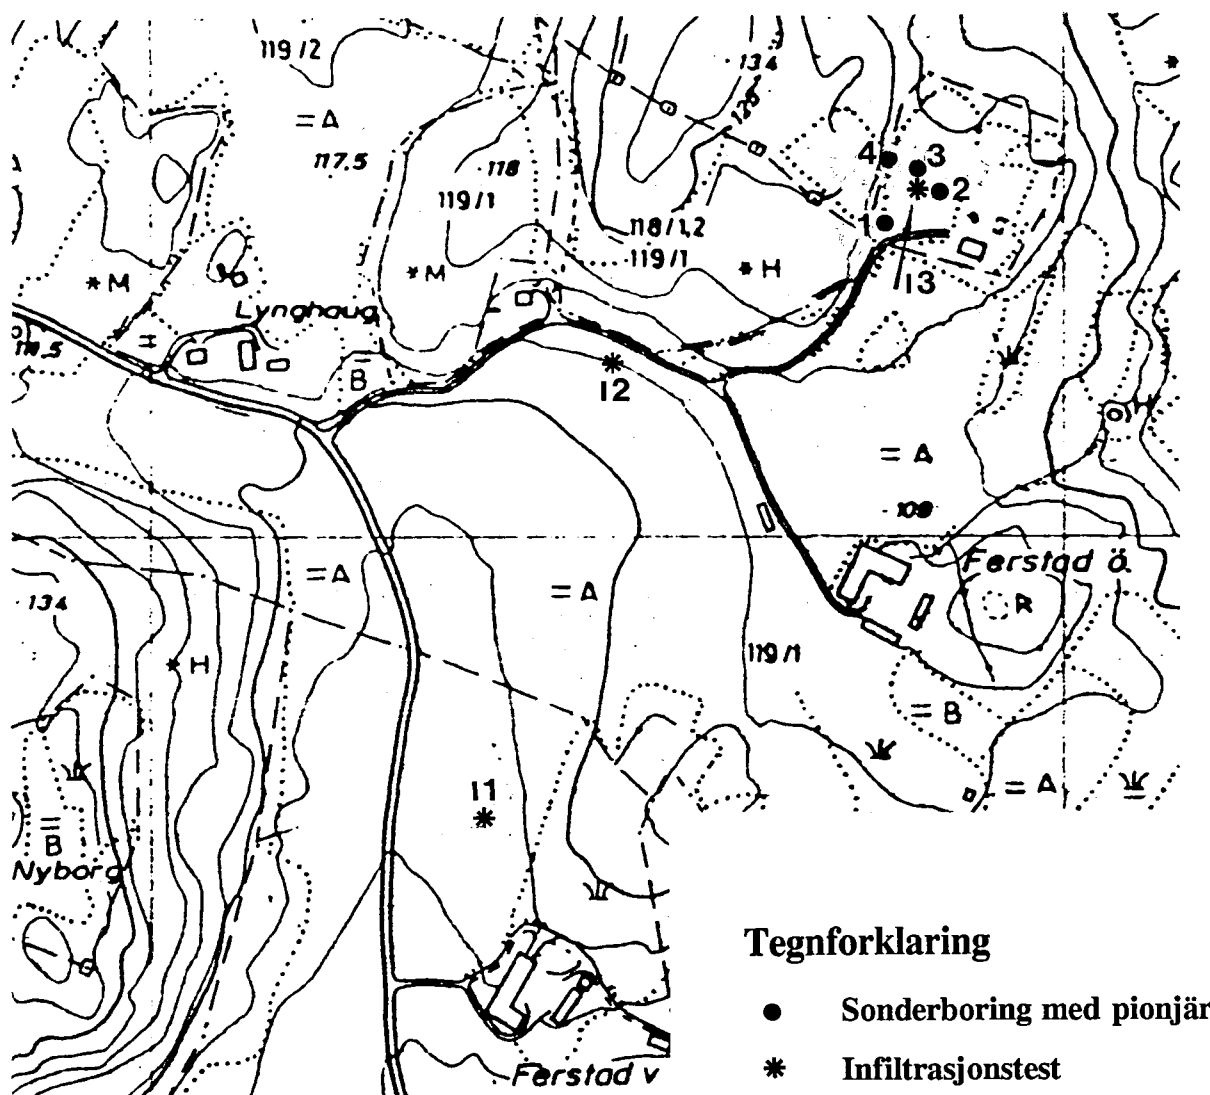 119/2
134
128
= A
117.5
118
119/1
4
3
2
1
118/1,2
119/1
M
M
H
13
Lynghaug
B
12
H
= A
109
Ferstad ö.
R
= A
= A
134
H
119/1
= B
= A
11
B
Nyborg
Ferstad v
Tegnforklaring
Sonderboring med pionjär
Infiltrasjonstest